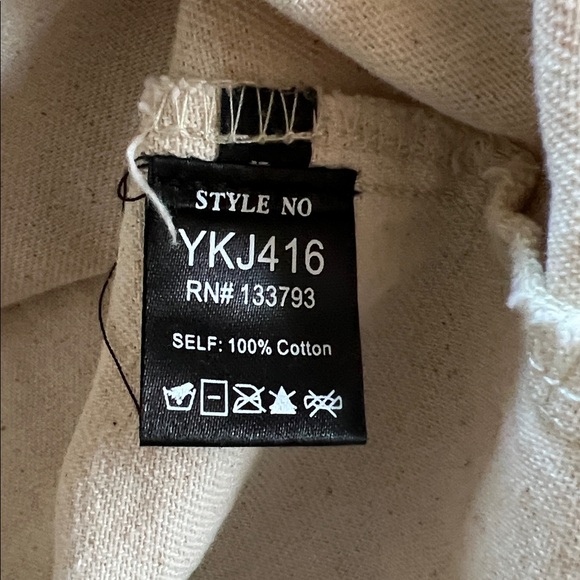 STYLE NO
YKJ416
RN# 133793
SELF: 100% Cotton